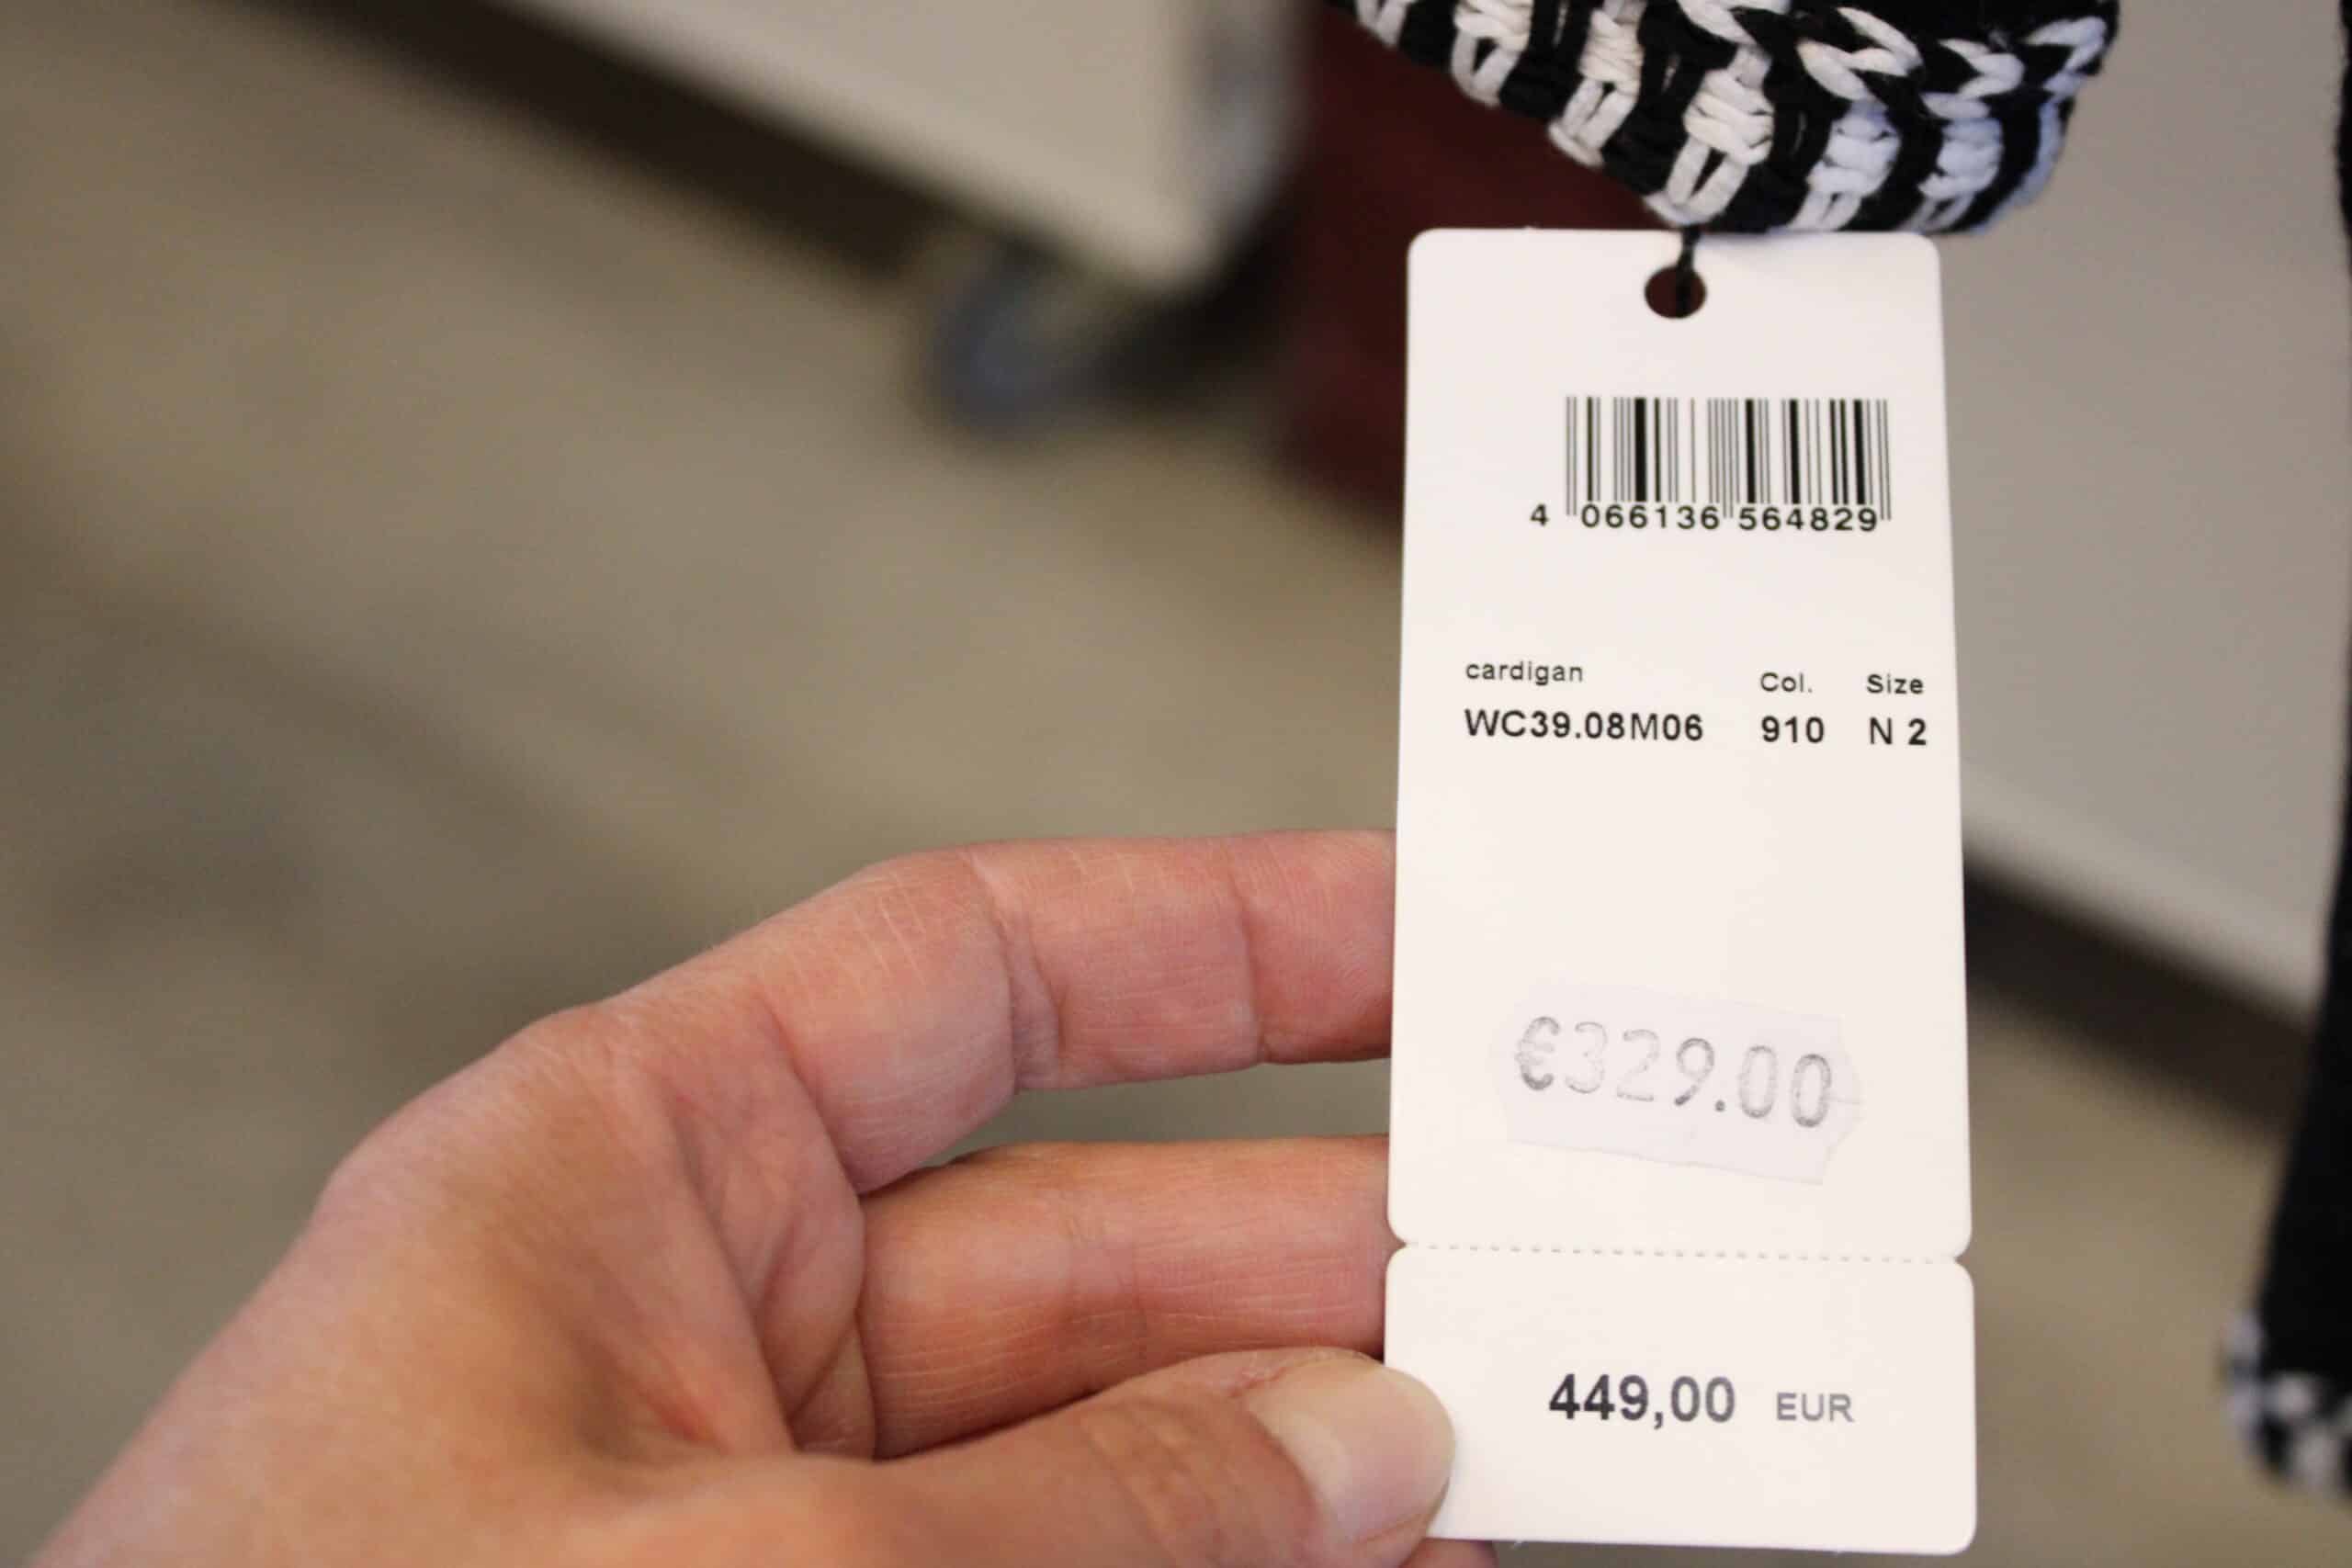 4 066136 564829
cardigan Col. Size
WC39.08M06 910 N 2
€329.00
449,00 EUR